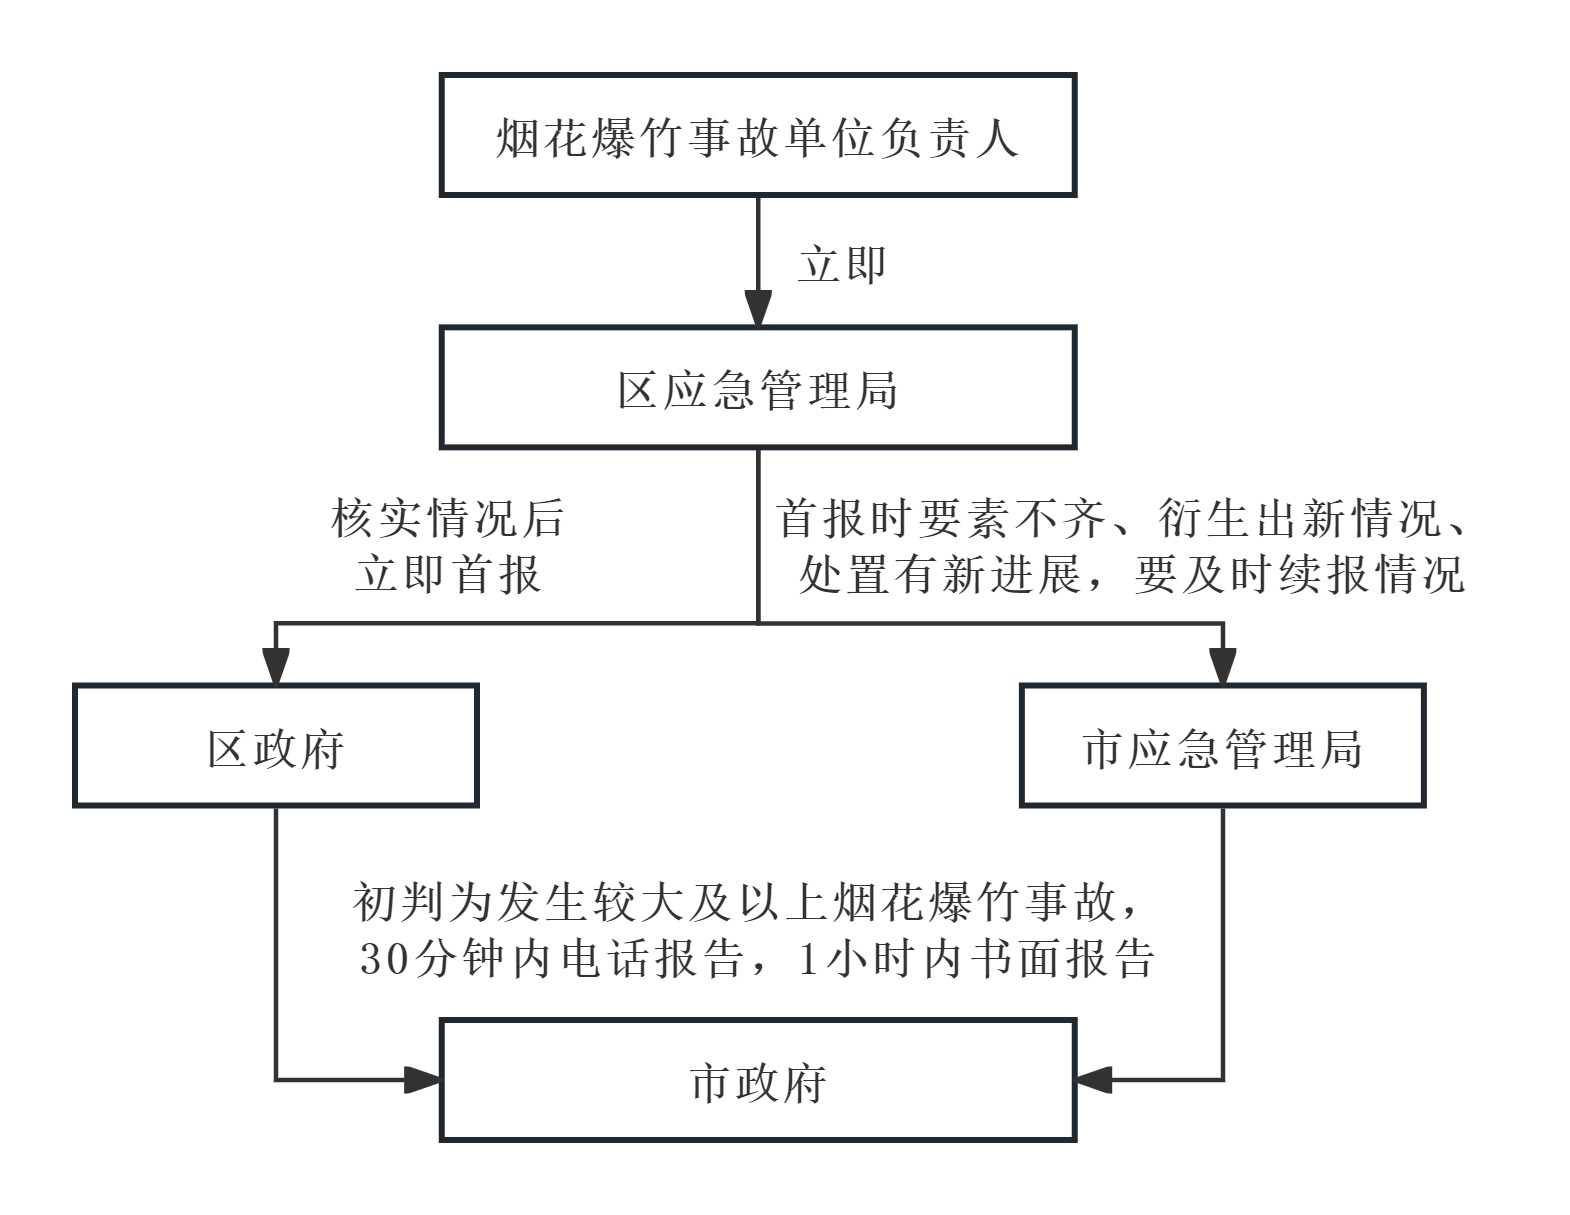 烟花爆竹事故单位负责人
立即
区应急管理局
核实情况后
立即首报
首报时要素不齐、衍生出新情况、
处置有新进展，要及时续报情况
区政府
市应急管理局
初判为发生较大及以上烟花爆竹事故，
30分钟内电话报告，1小时内书面报告
市政府